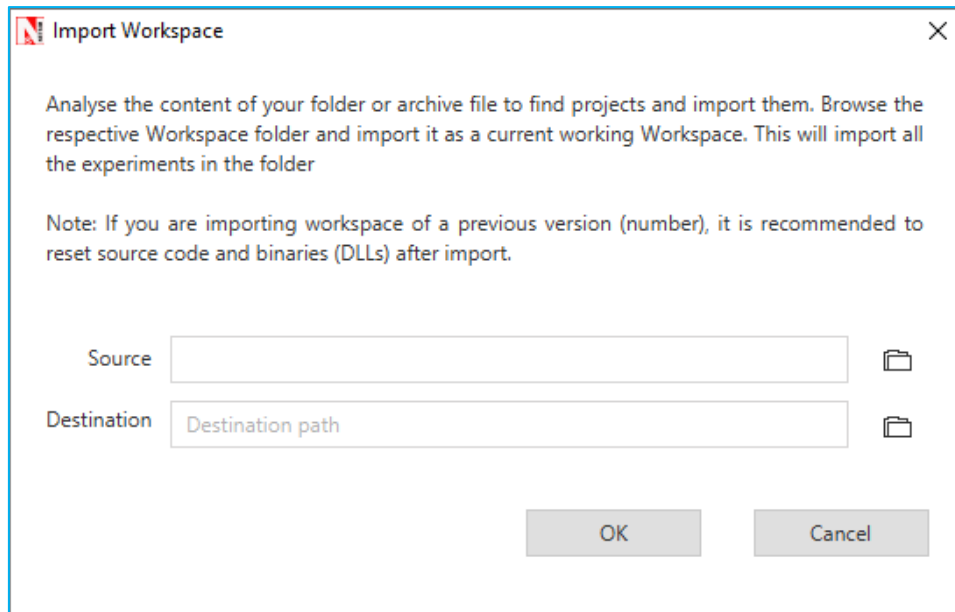 Import Workspace
Analyse the content of your folder or archive file to find projects and import them. Browse the
respective Workspace folder and import it as a current working Workspace. This will import all
the experiments in the folder
Note: If you are importing workspace of a previous version (number), it is recommended to
reset source code and binaries (DLLs) after import.
Source
Destination
Destination path
OK
Cancel